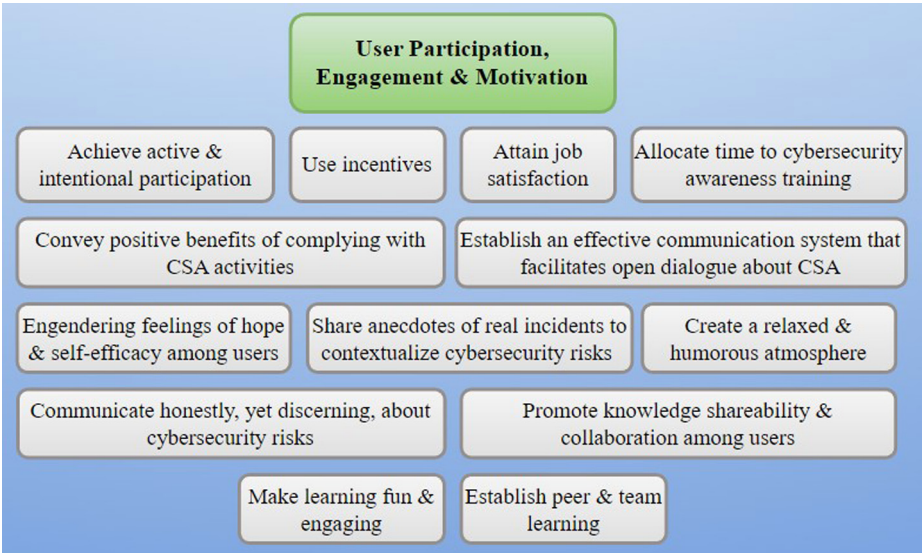 User Participation,
Engagement & Motivation
Achieve active &
intentional participation
Use incentives
Attain job
satisfaction
Allocate time to cybersecurity
awareness training
Convey positive benefits of complying with
CSA activities
Establish an effective communication system that
facilitates open dialogue about CSA
Engendering feelings of hope
& self-efficacy among users
Share anecdotes of real incidents to
contextualize cybersecurity risks
Create a relaxed &
humorous atmosphere
Communicate honestly, yet discerning, about
cybersecurity risks
Promote knowledge shareability &
collaboration among users
Make learning fun &
engaging
Establish peer & team
learning